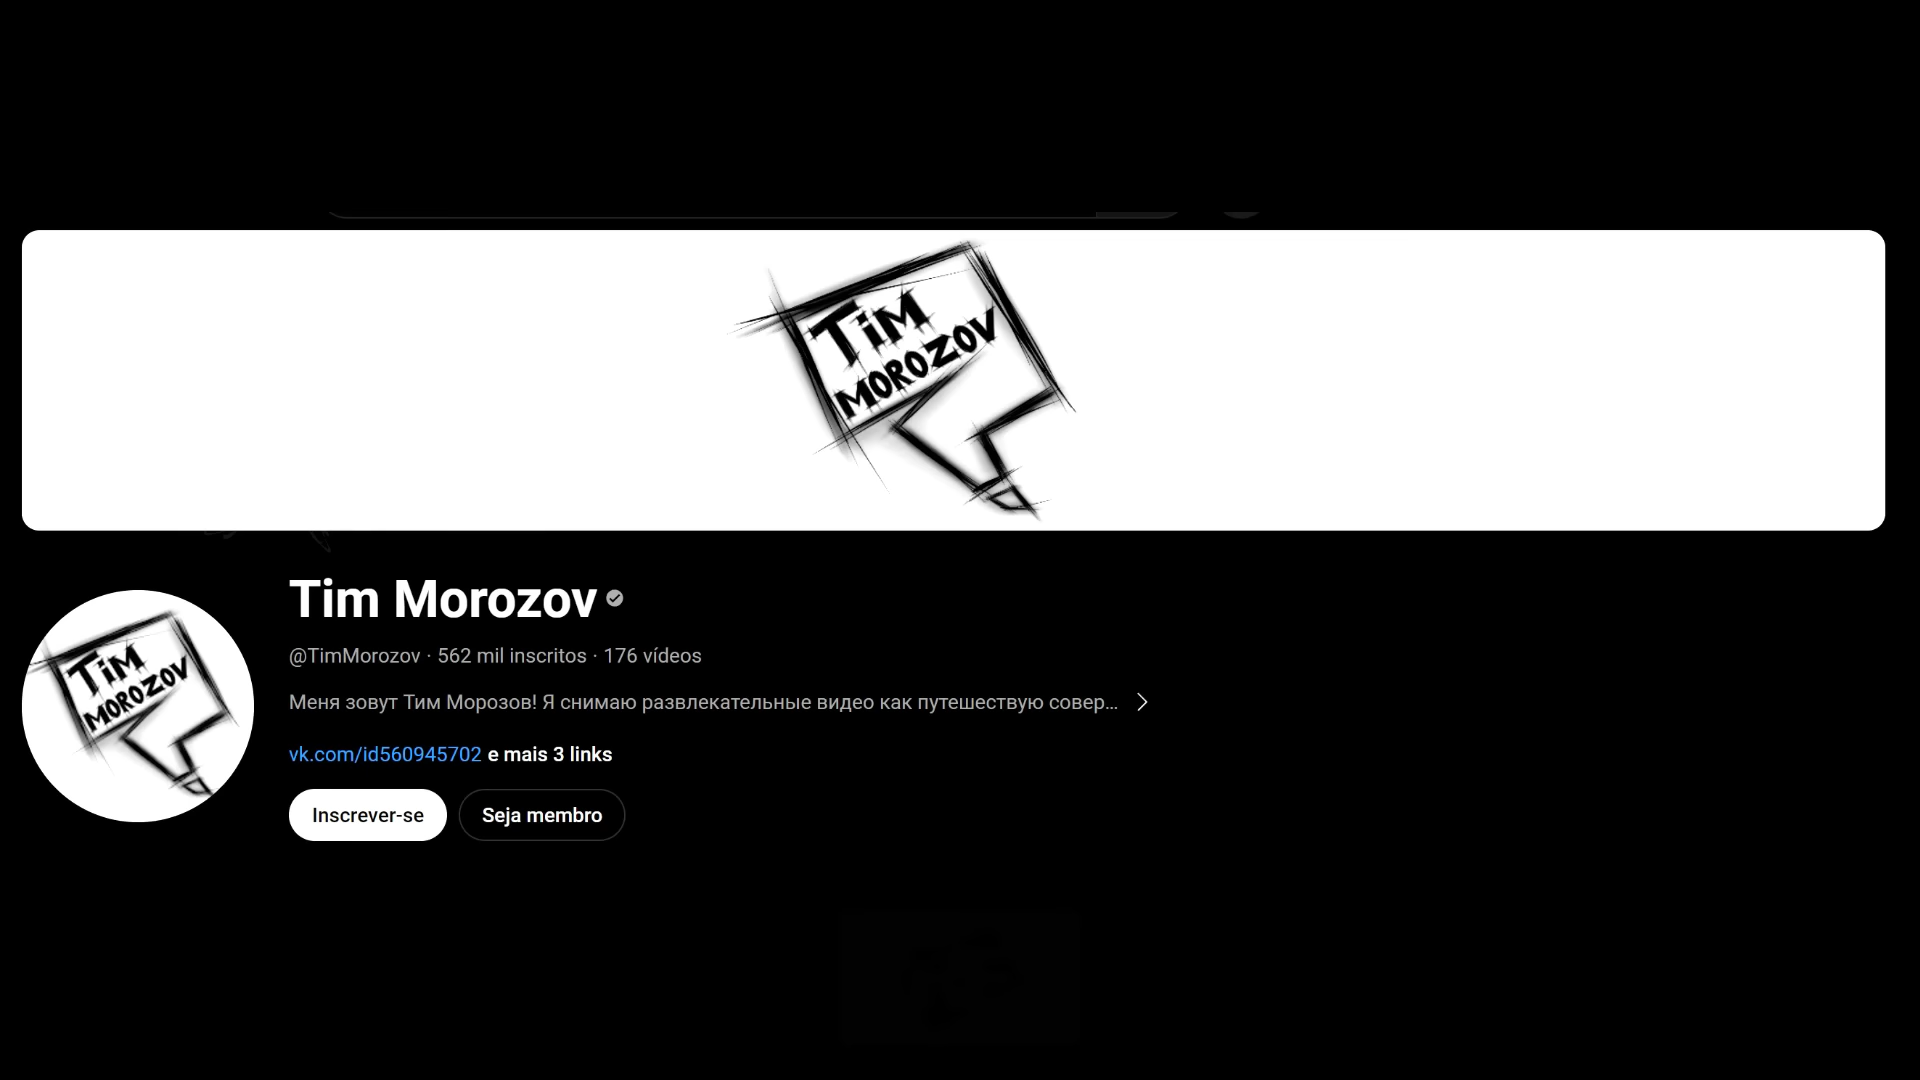 TiM
MOROZOV
Tim Morozov
TiM
MOROZOV
@TimMorozov · 562 mil inscritos · 176 vídeos
Меня зовут Тим Морозов! Я снимаю развлекательные видео как путешествую совер...
vk.com/id560945702 e mais 3 links
Inscrever-se
Seja membro